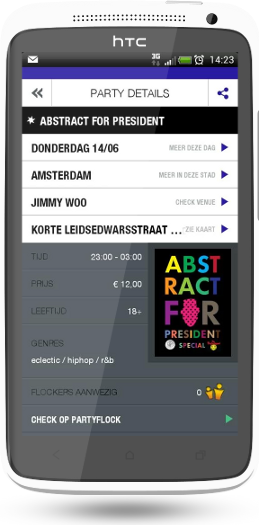 hTC
3G
14:23
«
PARTY DETAILS
✶ ABSTRACT FOR PRESIDENT
DONDERDAG 14/06 MEER DEZE DAG
AMSTERDAM MEER IN DEZE STAD
JIMMY WOO CHECK VENUE
KORTE LEIDSEDWARSSTRAAT ... ZIE KAART
TIJD 23:00 - 03:00
PRIJS € 12,00
LEEFTIJD 18+
GENRES
eclectic / hiphop / r&b
ABST
RACT
FOR
PRESIDENT
SPECIAL
FLOCKERS AANWEZIG 0
CHECK OP PARTYFLOCK